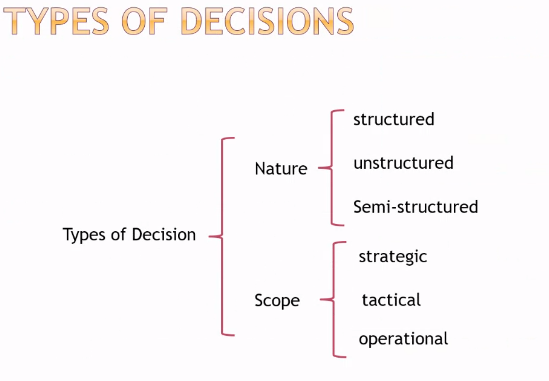 TYPES OF DECISIONS
structured
Nature
unstructured
Semi-structured
Types of Decision
strategic
Scope
tactical
operational